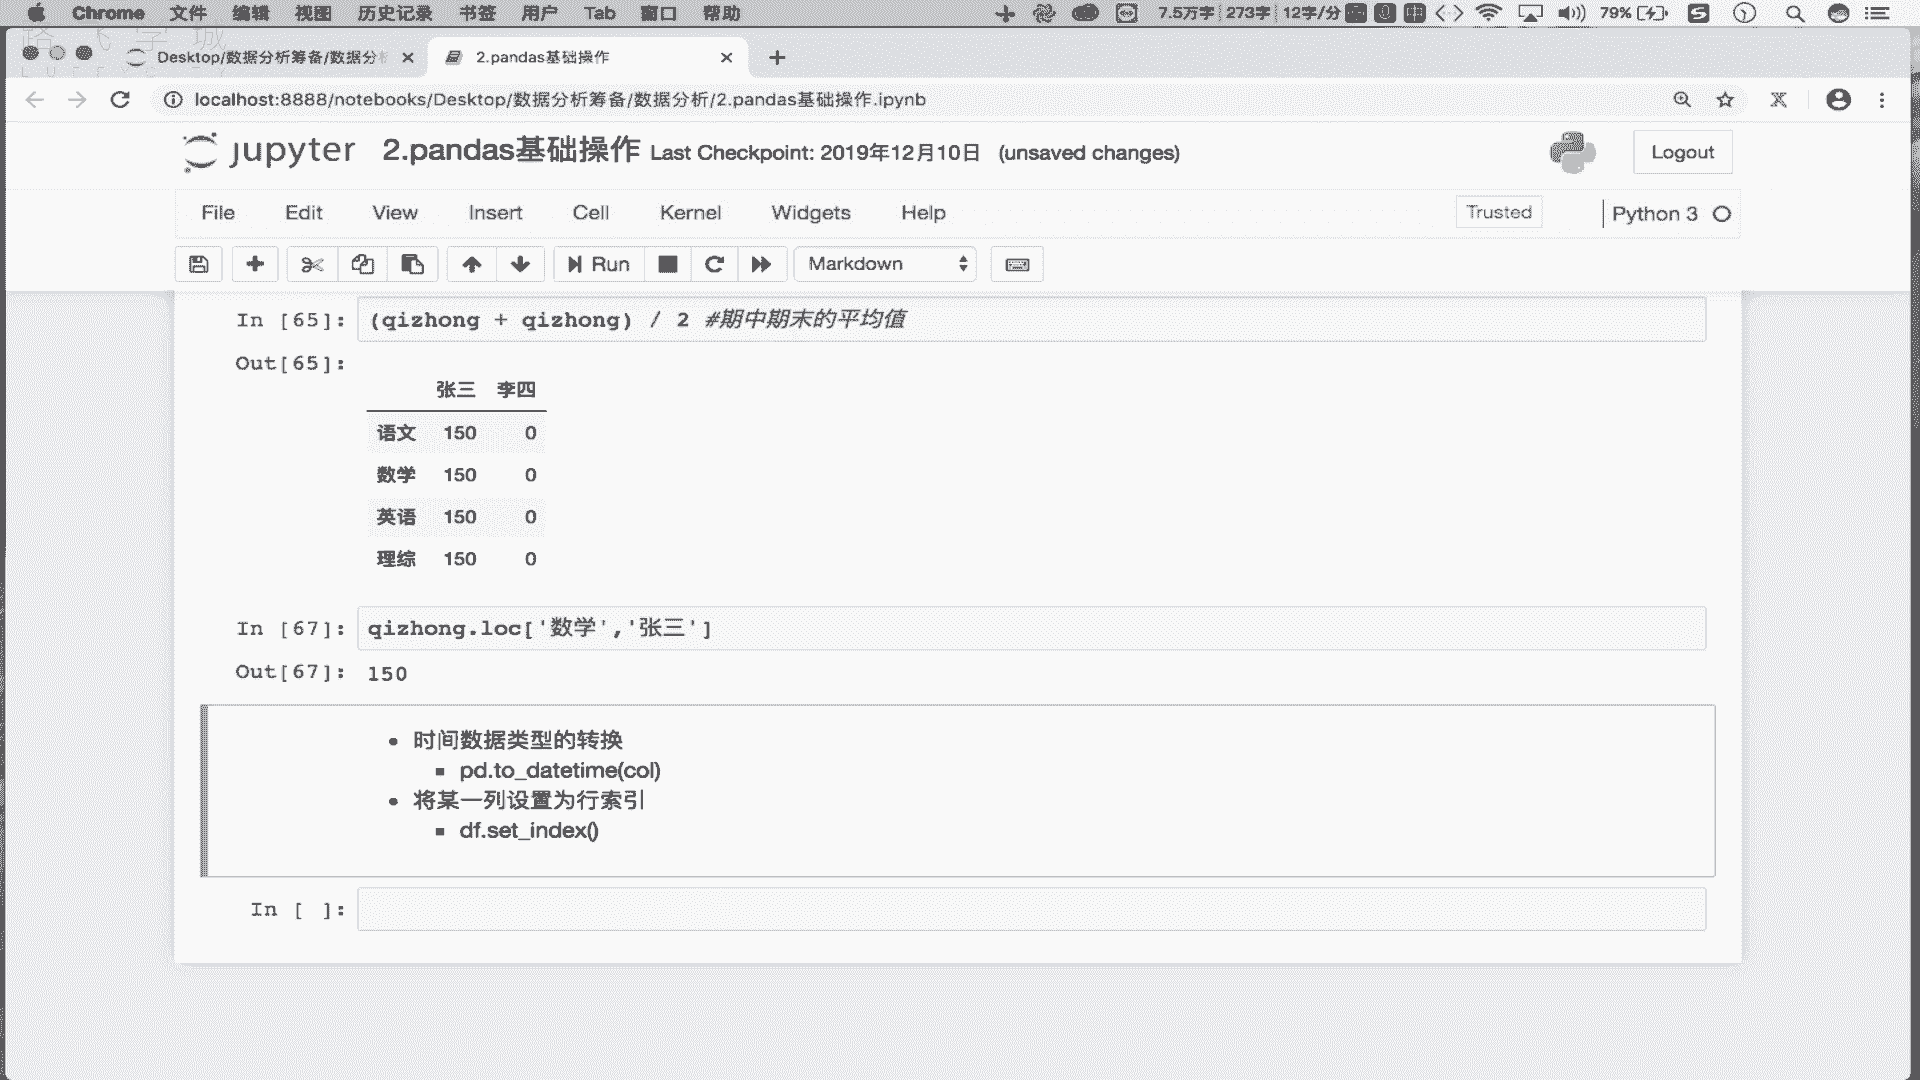 Chrome 文件 编辑 视图 历史记录 书签 用户 Tab 窗口 帮助 7.5万字 273字 12字/分 79%
Desktop/数据分析筹备/数据分析
2.pandas基础操作
localhost:8888/notebooks/Desktop/数据分析筹备/数据分析/2.pandas基础操作.ipynb
jupyter 2.pandas基础操作 Last Checkpoint: 2019年12月10日 (unsaved changes) Logout
File Edit View Insert Cell Kernel Widgets Help Trusted Python 3
Run Markdown
In [65]: (qizhong + qizhong) / 2 #期中期末的平均值
Out[65]:
张三 李四
语文 150 0
数学 150 0
英语 150 0
理综 150 0
In [67]: qizhong.loc['数学','张三']
Out[67]: 150
• 时间数据类型的转换
▪ pd.to_datetime(col)
• 将某一列设置为行索引
▪ df.set_index()
In [ ]: